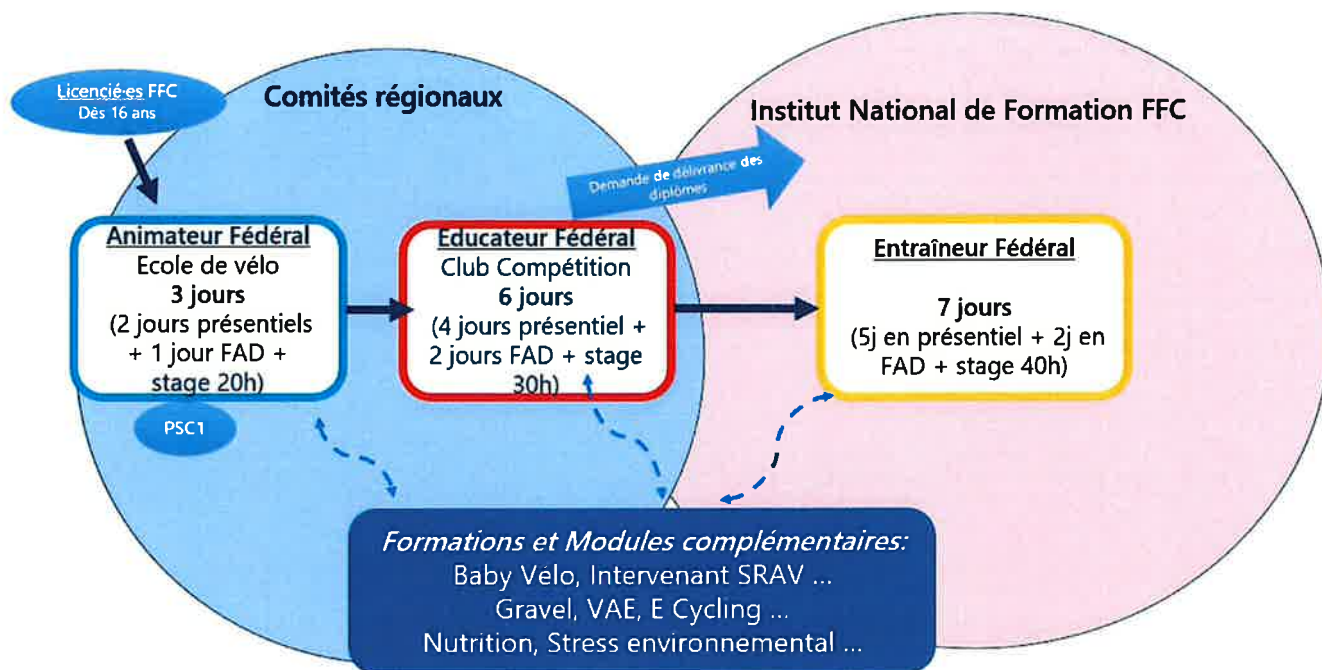 Licencié·es FFC
Dès 16 ans
Comités régionaux
Institut National de Formation FFC
Demande de délivrance des
diplômes
Animateur Fédéral
Ecole de vélo
3 jours
(2 jours présentiels
+ 1 jour FAD +
stage 20h)
PSC1
Educateur Fédéral
Club Compétition
6 jours
(4 jours présentiel +
2 jours FAD + stage
30h)
Entraîneur Fédéral
7 jours
(5j en présentiel + 2j en
FAD + stage 40h)
Formations et Modules complémentaires:
Baby Vélo, Intervenant SRAV ...
Gravel, VAE, E Cycling ...
Nutrition, Stress environnemental ...